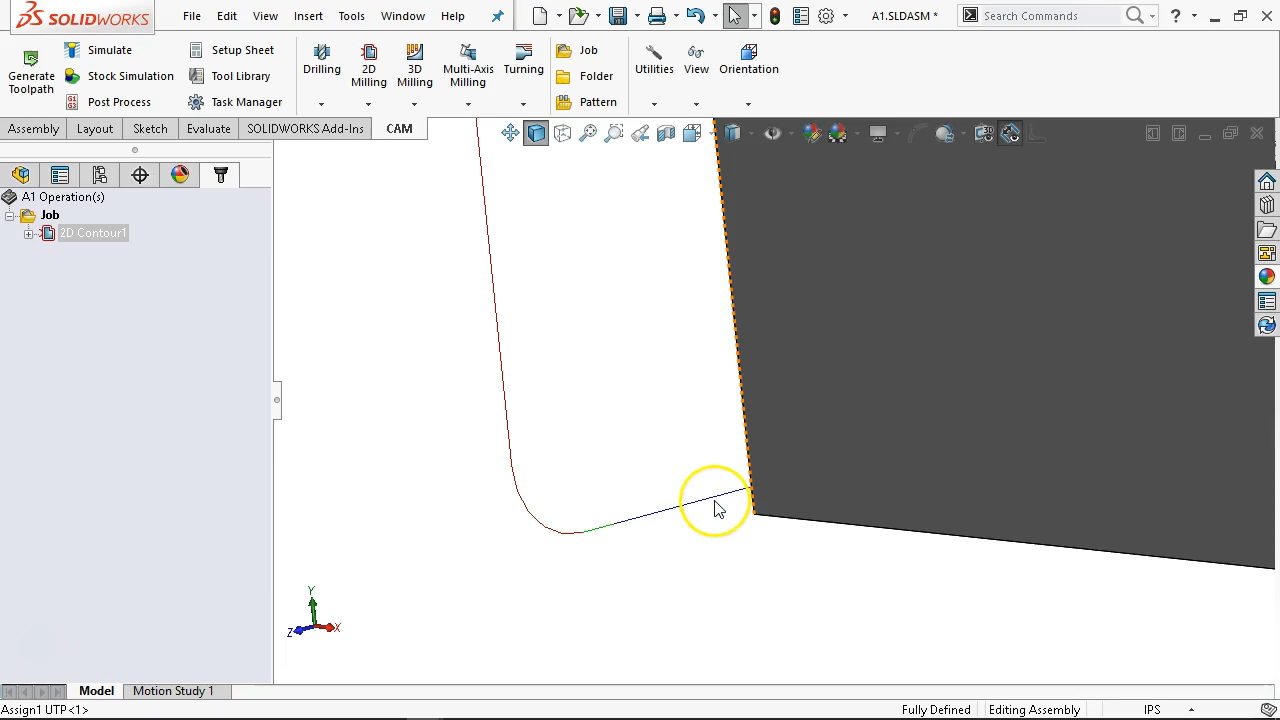 SOLIDWORKS
File Edit View Insert Tools Window Help
A1.SLDASM *
Search Commands
Generate Toolpath
Simulate
Stock Simulation
G1 G3 Post Process
Setup Sheet
Tool Library
Task Manager
Drilling
2D Milling
3D Milling
Multi-Axis Milling
Turning
Job
Folder
Pattern
Utilities
View
Orientation
Assembly Layout Sketch Evaluate SOLIDWORKS Add-Ins CAM
A1 Operation(s)
Job
2D Contour1
Y
Z
X
Model Motion Study 1
Assign1 UTP<1>
Fully Defined Editing Assembly IPS